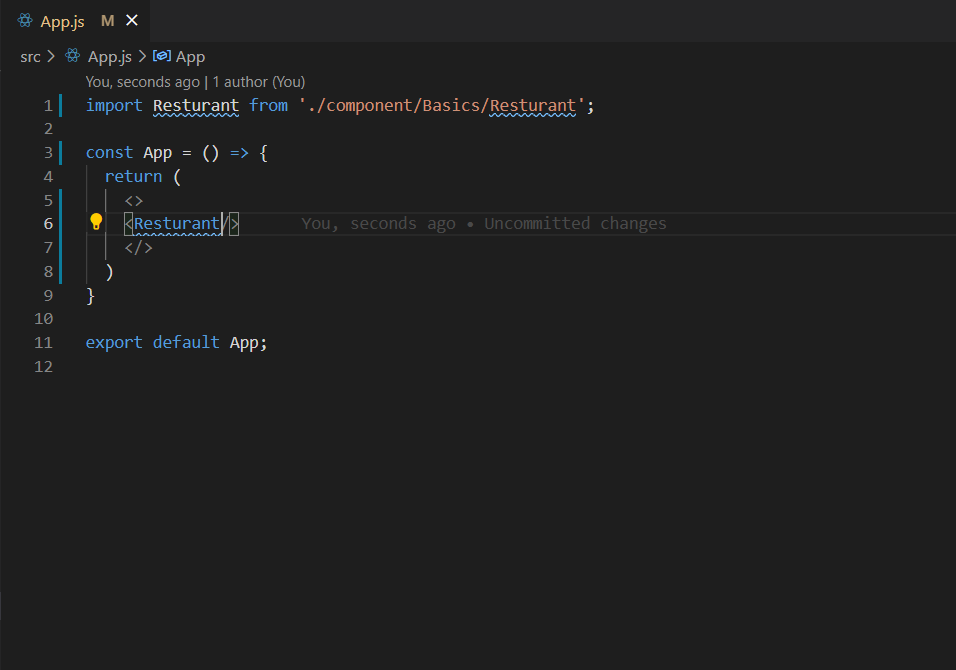 App.js M
src > App.js > App
You, seconds ago | 1 author (You)
1 import Resturant from './component/Basics/Resturant';
2
3 const App = () => {
4 return (
5 <>
6 <Resturant/> You, seconds ago • Uncommitted changes
7 </>
8 )
9 }
10
11 export default App;
12